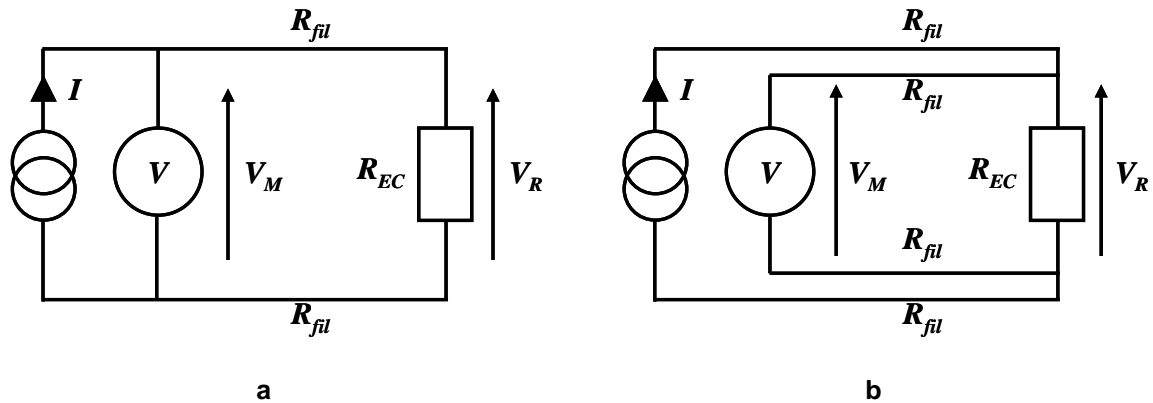 R_fil
I
V
V_M
R_EC
V_R
R_fil
a
R_fil
R_fil
I
V
V_M
R_EC
V_R
R_fil
R_fil
b